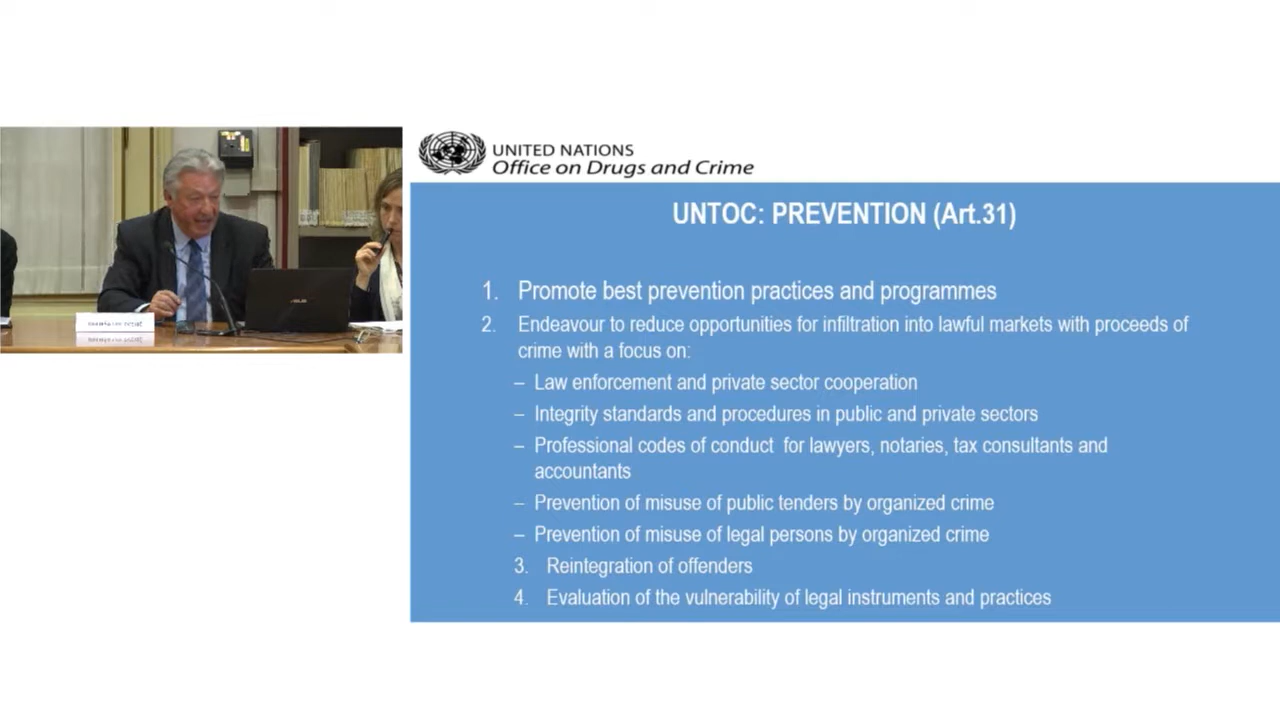 UNITED NATIONS
Office on Drugs and Crime
UNTOC: PREVENTION (Art.31)
1. Promote best prevention practices and programmes
2. Endeavour to reduce opportunities for infiltration into lawful markets with proceeds of
crime with a focus on:
– Law enforcement and private sector cooperation
– Integrity standards and procedures in public and private sectors
– Professional codes of conduct for lawyers, notaries, tax consultants and
accountants
– Prevention of misuse of public tenders by organized crime
– Prevention of misuse of legal persons by organized crime
3. Reintegration of offenders
4. Evaluation of the vulnerability of legal instruments and practices